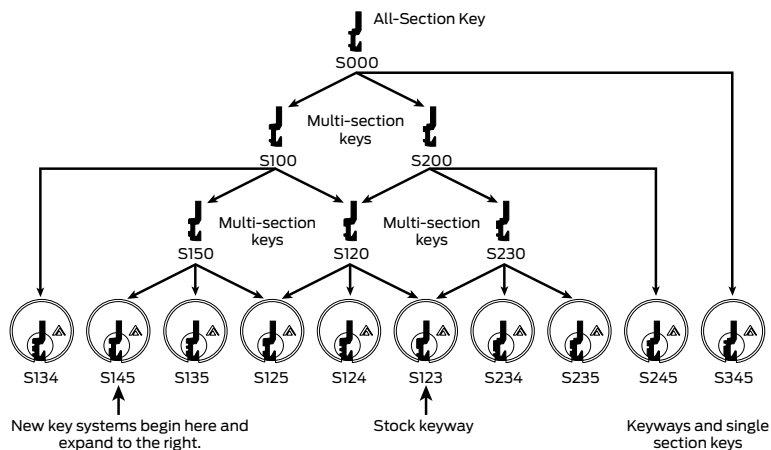 All-Section Key
S000
Multi-section
keys
S100
S200
Multi-section
keys
Multi-section
keys
S150
S120
S230
S134
S145
S135
S125
S124
S123
S234
S235
S245
S345
New key systems begin here and
expand to the right.
Stock keyway
Keyways and single
section keys